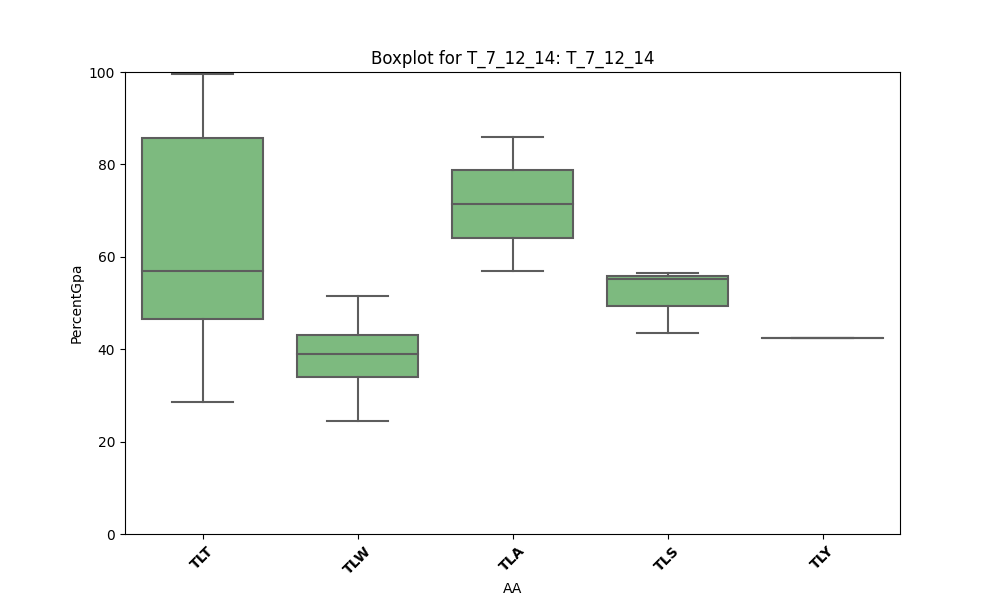 Boxplot for T_7_12_14: T_7_12_14
100
80
60
40
20
0
PercentGpa
TLT
TLW
TLA
TLS
TLY
AA